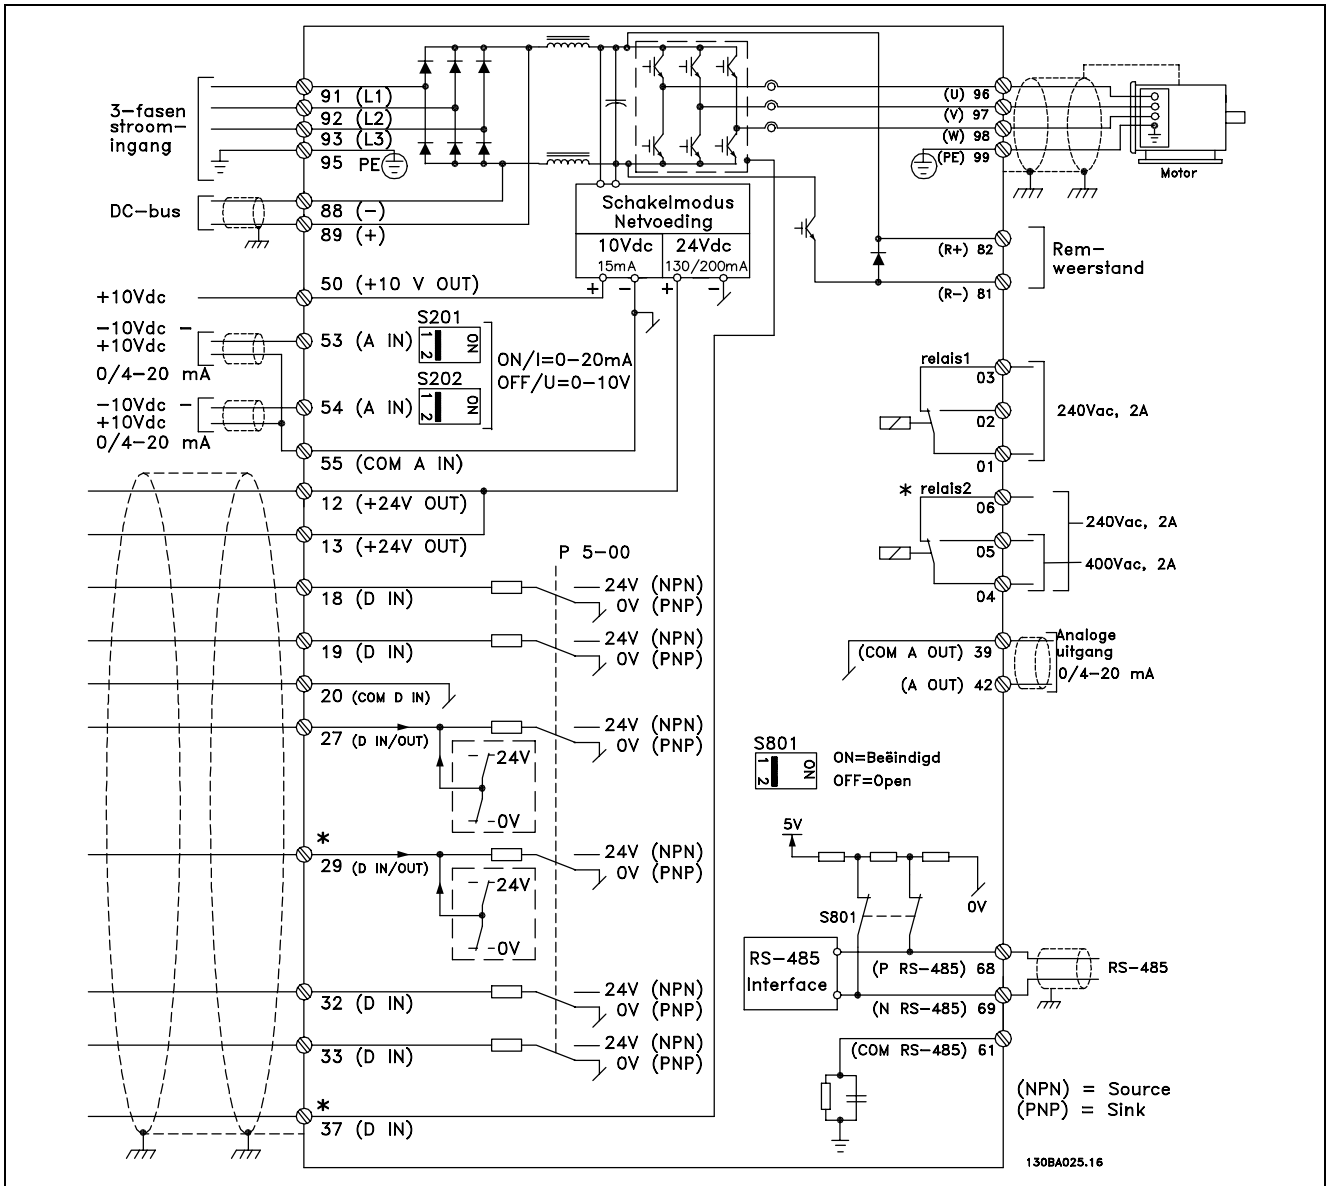 3-fasen
stroom-
ingang
91 (L1)
92 (L2)
93 (L3)
95 PE
DC-bus
88 (-)
89 (+)
+10Vdc
50 (+10 V OUT)
-10Vdc -
+10Vdc
0/4-20 mA
53 (A IN)
S201
1
2
ON
ON/I=0-20mA
OFF/U=0-10V
S202
1
2
ON
-10Vdc -
+10Vdc
0/4-20 mA
54 (A IN)
55 (COM A IN)
12 (+24V OUT)
13 (+24V OUT)
P 5-00
18 (D IN)
24V (NPN)
0V (PNP)
19 (D IN)
24V (NPN)
0V (PNP)
20 (COM D IN)
27 (D IN/OUT)
24V (NPN)
0V (PNP)
24V
0V
*
29 (D IN/OUT)
24V (NPN)
0V (PNP)
24V
0V
32 (D IN)
24V (NPN)
0V (PNP)
33 (D IN)
24V (NPN)
0V (PNP)
*
37 (D IN)
Schakelmodus
Netvoeding
10Vdc
15mA
24Vdc
130/200mA
+ - + -
(U) 96
(V) 97
(W) 98
(PE) 99
Motor
(R+) 82
(R-) 81
Rem-
weerstand
relais1
03
02
01
240Vac, 2A
* relais2
06
05
04
240Vac, 2A
400Vac, 2A
(COM A OUT) 39
(A OUT) 42
Analoge
uitgang
0/4-20 mA
S801
1
2
ON
ON=Beëindigd
OFF=Open
5V
0V
S801
RS-485
Interface
(P RS-485) 68
(N RS-485) 69
RS-485
(COM RS-485) 61
(NPN) = Source
(PNP) = Sink
130BA025.16